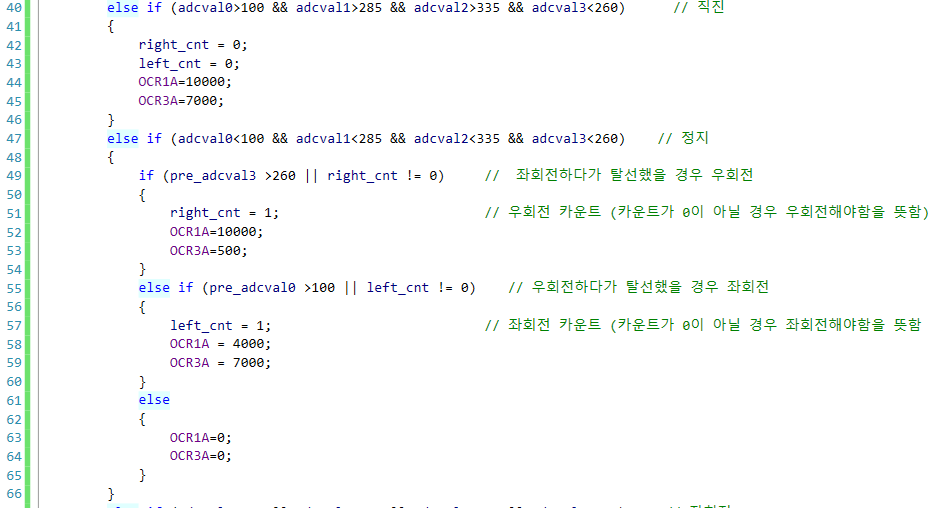 40 else if (adcval0>100 && adcval1>285 && adcval2>335 && adcval3<260) // 직진
41 {
42 right_cnt = 0;
43 left_cnt = 0;
44 OCR1A=10000;
45 OCR3A=7000;
46 }
47 else if (adcval0<100 && adcval1<285 && adcval2<335 && adcval3<260) // 정지
48 {
49 if (pre_adcval3 >260 || right_cnt != 0) // 좌회전하다가 탈선했을 경우 우회전
50 {
51 right_cnt = 1; // 우회전 카운트 (카운트가 0이 아닐 경우 우회전해야함을 뜻함)
52 OCR1A=10000;
53 OCR3A=500;
54 }
55 else if (pre_adcval0 >100 || left_cnt != 0) // 우회전하다가 탈선했을 경우 좌회전
56 {
57 left_cnt = 1; // 좌회전 카운트 (카운트가 0이 아닐 경우 좌회전해야함을 뜻함
58 OCR1A = 4000;
59 OCR3A = 7000;
60 }
61 else
62 {
63 OCR1A=0;
64 OCR3A=0;
65 }
66 }